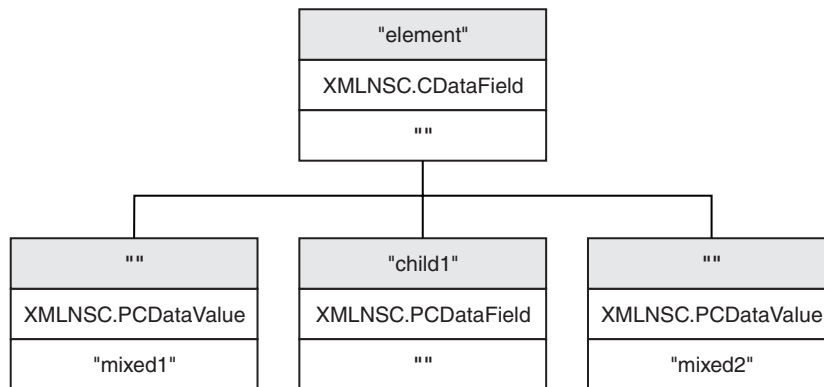 "element"
XMLNSC.CDataField
""
""
"child1"
""
XMLNSC.PCDataValue
XMLNSC.PCDataField
XMLNSC.PCDataValue
"mixed1"
""
"mixed2"